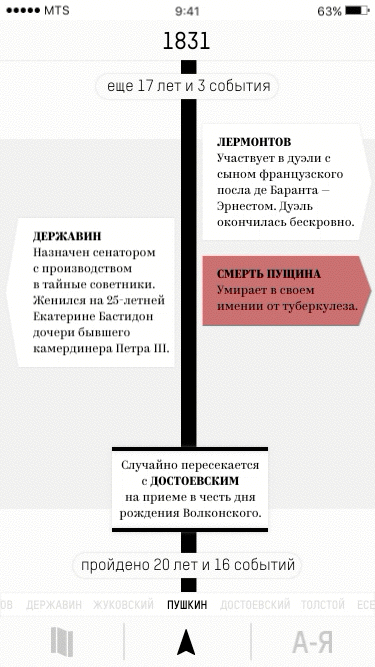 MTS
9:41
63%
1831
еще 17 лет и 3 события
ЛЕРМОНТОВ
Участвует в дуэли с
сыном французского
посла де Баранта –
Эрнестом. Дуэль
окончилась бескровно.
ДЕРЖАВИН
Назначен сенатором
с производством
в тайные советники.
Женился на 25-летней
Екатерине Бастидон
дочери бывшего
камердинера Петра III.
СМЕРТЬ ПУЩИНА
Умирает в своем
имении от туберкулеза.
Случайно пересекается
с ДОСТОЕВСКИМ
на приеме в честь дня
рождения Волконского.
пройдено 20 лет и 16 событий
ОВ ДЕРЖАВИН ЖУКОВСКИЙ ПУШКИН ДОСТОЕВСКИЙ ТОЛСТОЙ ЕСЕ
А-Я